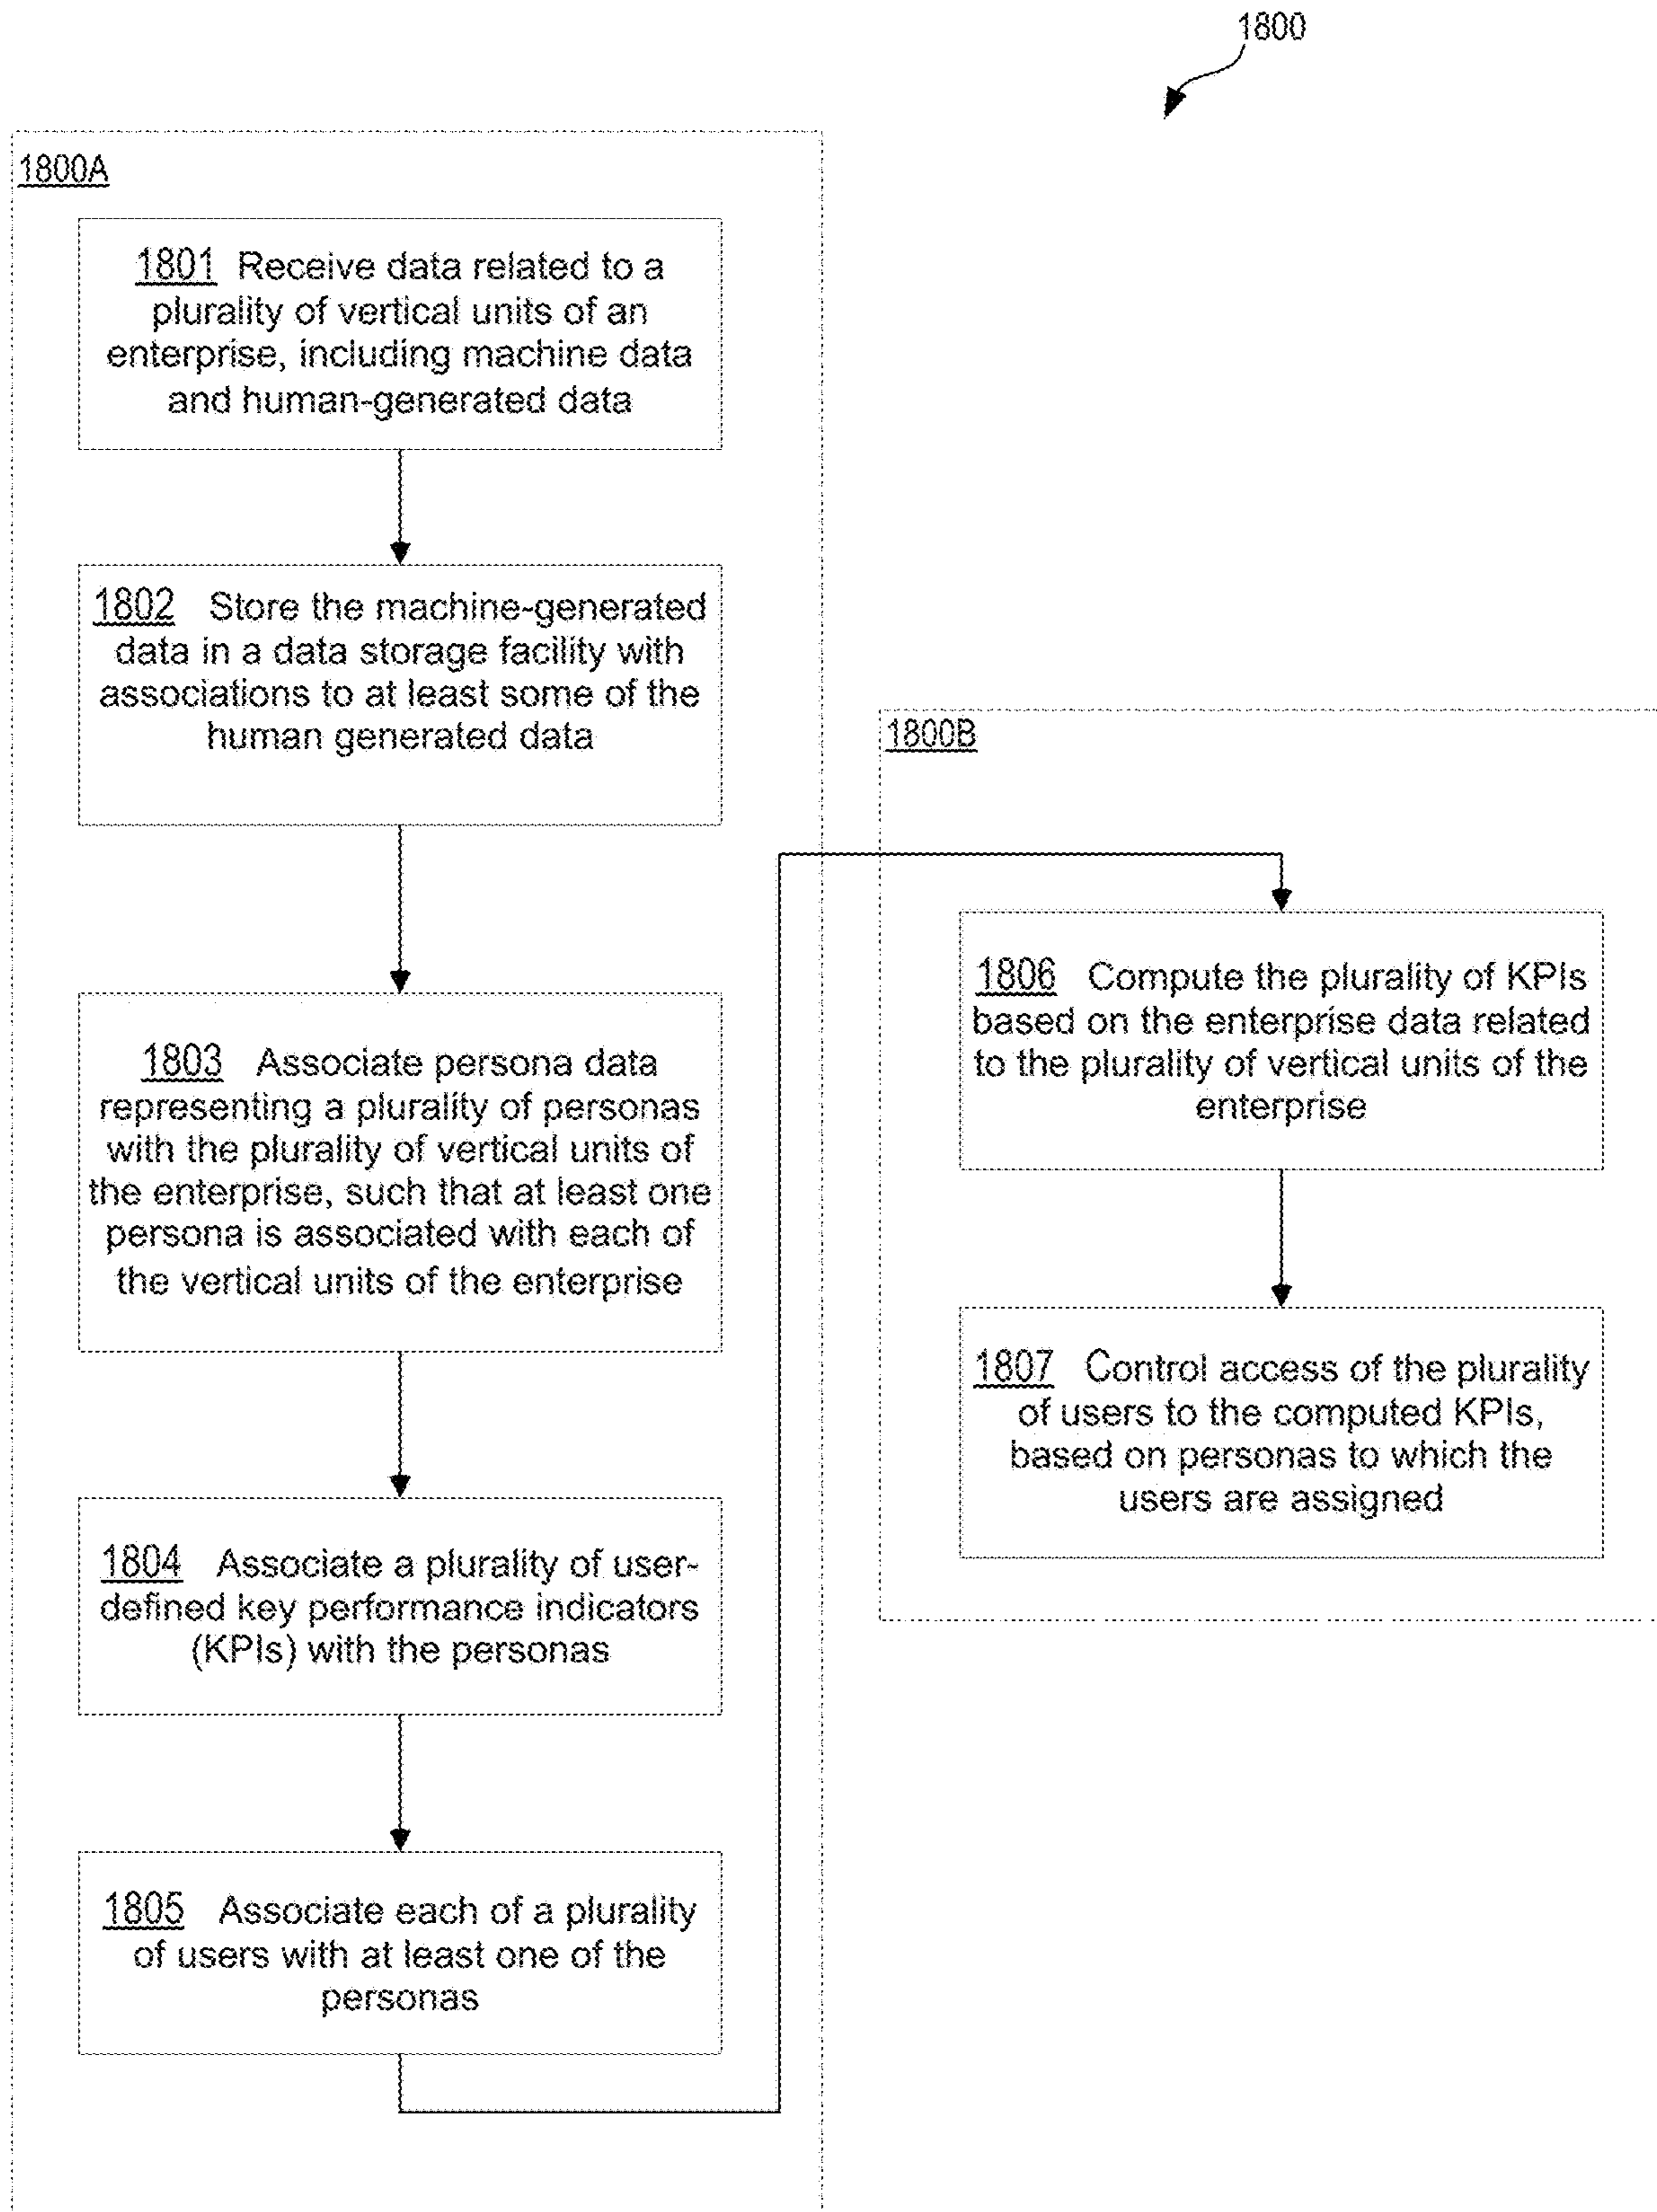 1800
1800A
1801 Receive data related to a
plurality of vertical units of an
enterprise, including machine data
and human-generated data
1802 Store the machine-generated
data in a data storage facility with
associations to at least some of the
human generated data
1803 Associate persona data
representing a plurality of personas
with the plurality of vertical units of
the enterprise, such that at least one
persona is associated with each of
the vertical units of the enterprise
1804 Associate a plurality of user-
defined key performance indicators
(KPIs) with the personas
1805 Associate each of a plurality
of users with at least one of the
personas
1800B
1806 Compute the plurality of KPIs
based on the enterprise data related
to the plurality of vertical units of the
enterprise
1807 Control access of the plurality
of users to the computed KPIs,
based on personas to which the
users are assigned